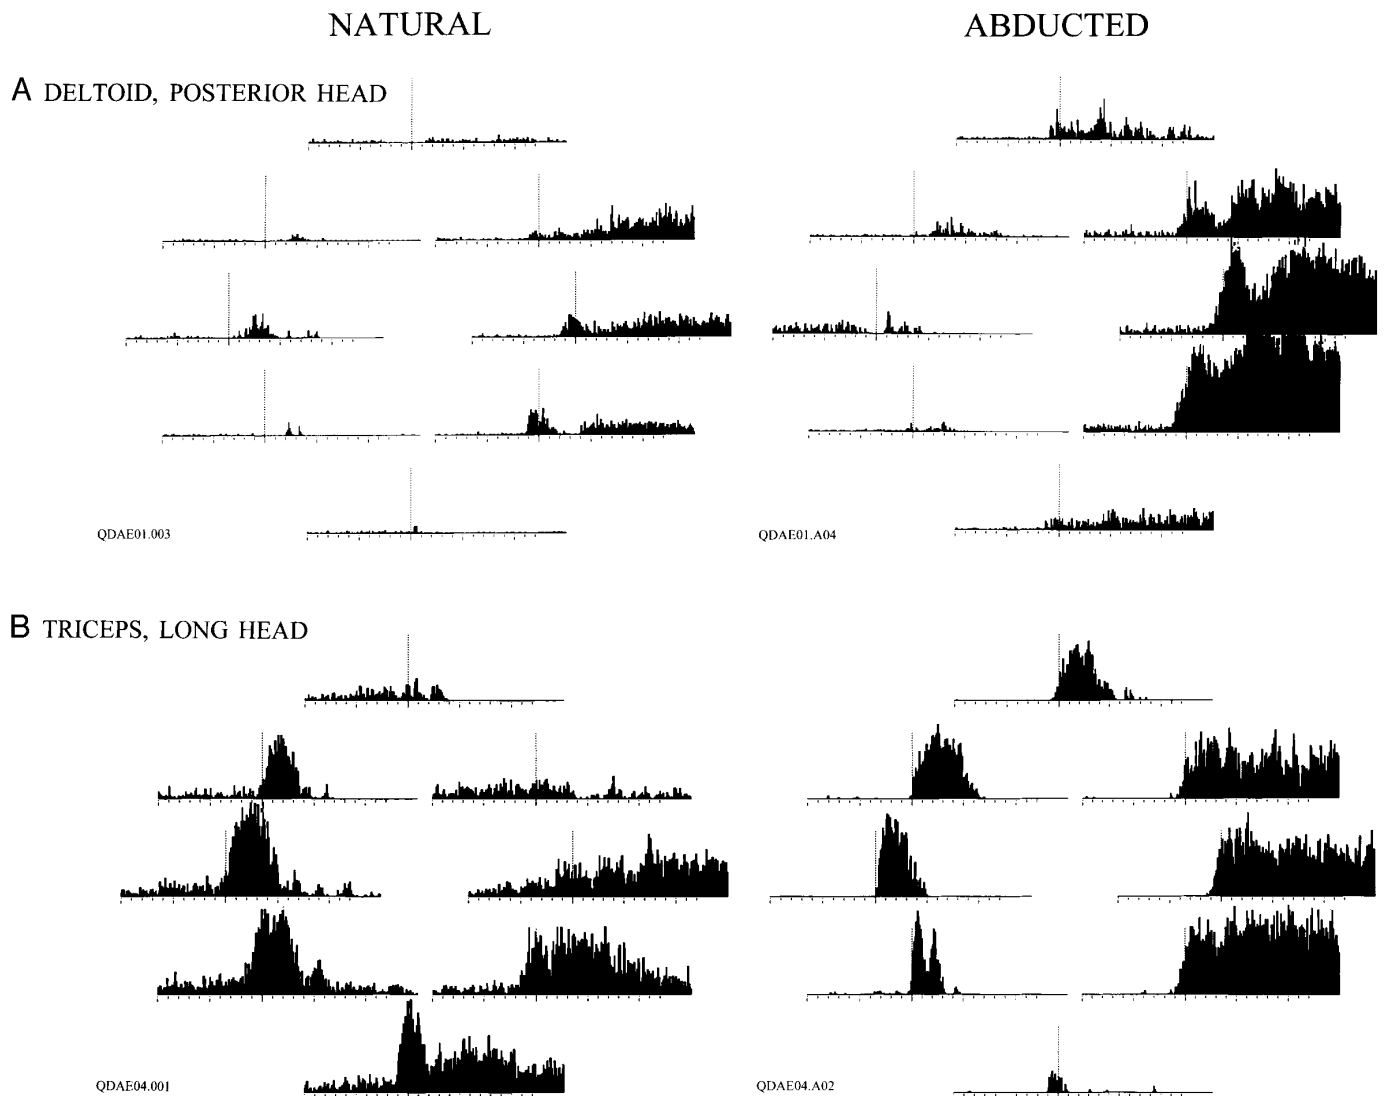 NATURAL
ABDUCTED
A DELTOID, POSTERIOR HEAD
QDAE01.003
QDAE01.A04
B TRICEPS, LONG HEAD
QDAE04.001
QDAE04.A02